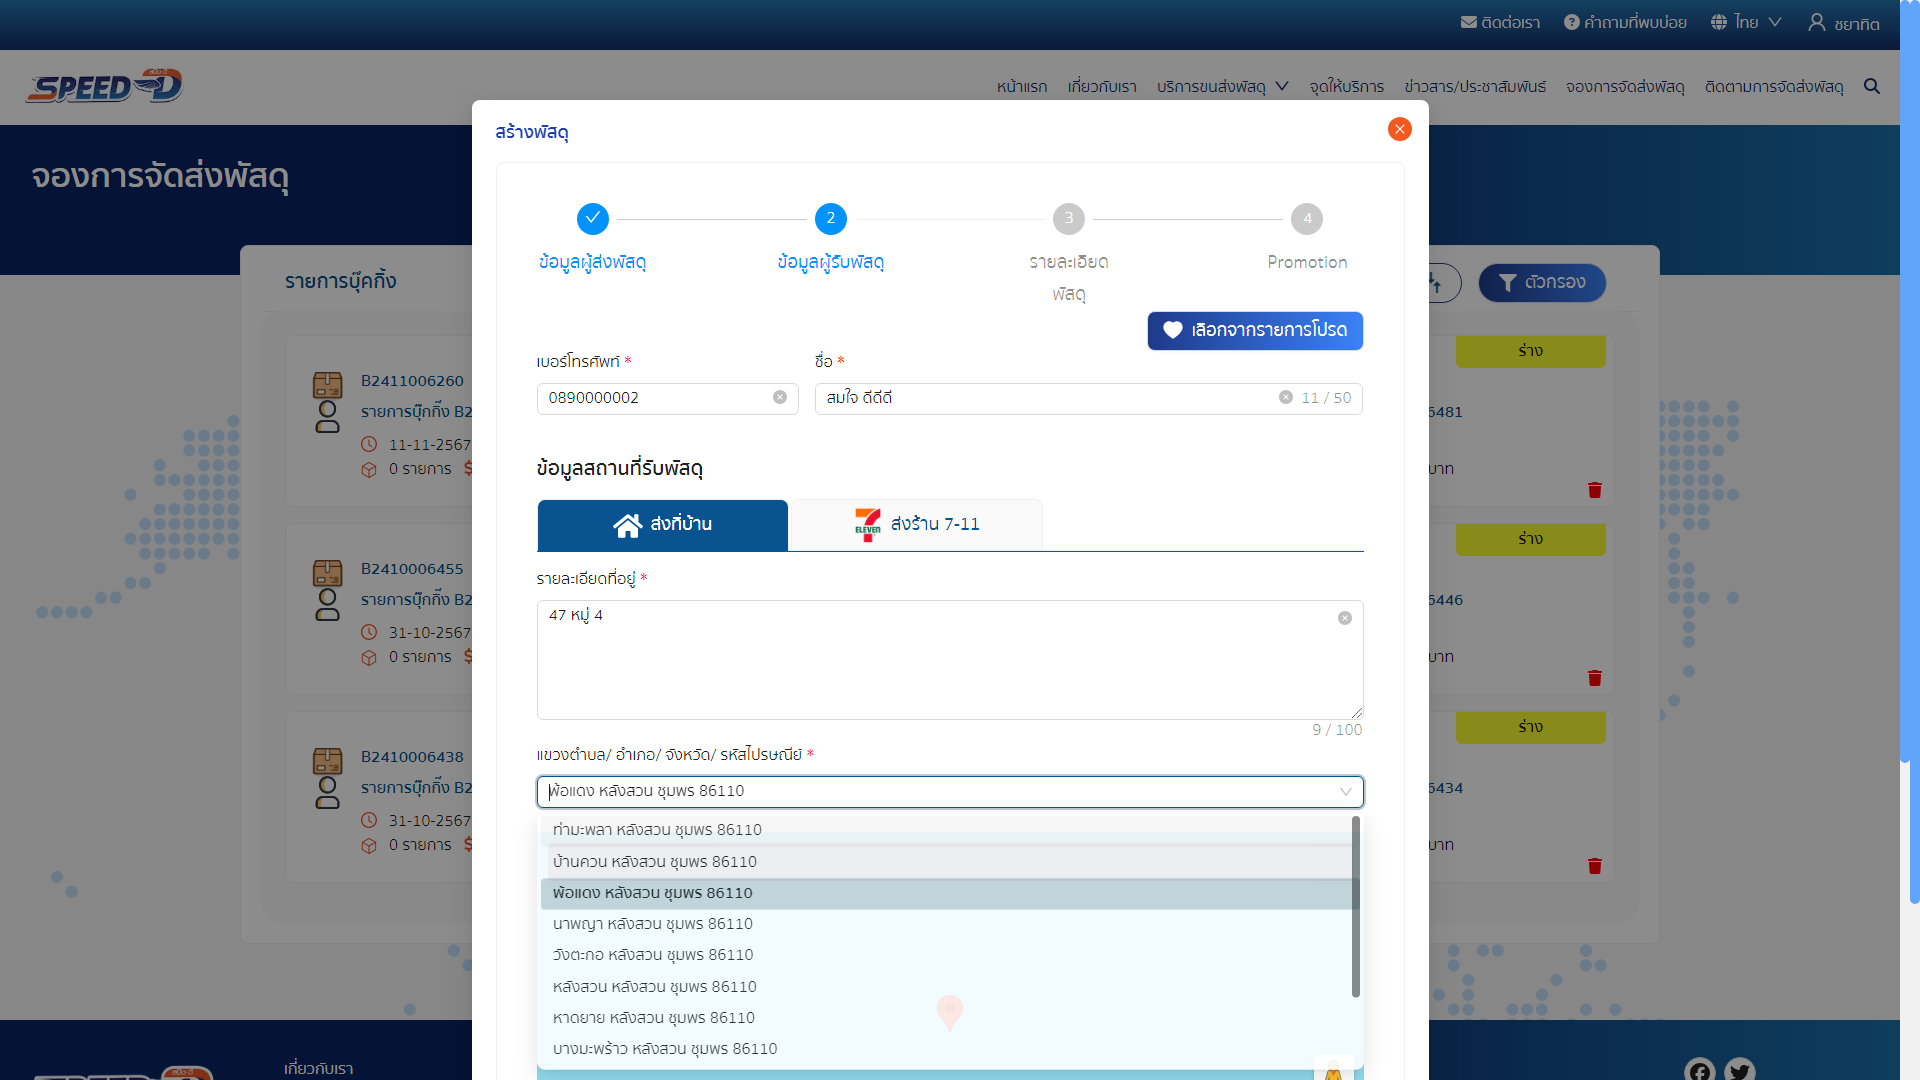 ติดต่อเรา คำถามที่พบบ่อย ไทย ชยาทิต
SPEED-D
หน้าแรก เกี่ยวกับเรา บริการขนส่งพัสดุ จุดให้บริการ ข่าวสาร/ประชาสัมพันธ์ จองการจัดส่งพัสดุ ติดตามการจัดส่งพัสดุ
จองการจัดส่งพัสดุ
สร้างพัสดุ
2 3 4
ข้อมูลผู้ส่งพัสดุ ข้อมูลผู้รับพัสดุ รายละเอียดพัสดุ Promotion
เลือกจากรายการโปรด
เบอร์โทรศัพท์ * ชื่อ *
0890000002 สมใจ ดีดีดี 11 / 50
ข้อมูลสถานที่รับพัสดุ
ส่งที่บ้าน ส่งร้าน 7-11
รายละเอียดที่อยู่ *
47 หมู่ 4
9 / 100
แขวงตำบล/ อำเภอ/ จังหวัด/ รหัสไปรษณีย์ *
พ้อแดง หลังสวน ชุมพร 86110
ท่ามะพลา หลังสวน ชุมพร 86110
บ้านควน หลังสวน ชุมพร 86110
พ้อแดง หลังสวน ชุมพร 86110
นาพญา หลังสวน ชุมพร 86110
วังตะกอ หลังสวน ชุมพร 86110
หลังสวน หลังสวน ชุมพร 86110
หาดยาย หลังสวน ชุมพร 86110
บางมะพร้าว หลังสวน ชุมพร 86110
รายการบุ๊คกิ้ง ตัวกรอง
B2411006260 ร่าง
รายการบุ๊กกิ้ง B2 6481
11-11-2567
0 รายการ บาท
B2410006455 ร่าง
รายการบุ๊กกิ้ง B2 6446
31-10-2567
0 รายการ บาท
B2410006438 ร่าง
รายการบุ๊กกิ้ง B2 6434
31-10-2567
0 รายการ บาท
เกี่ยวกับเรา